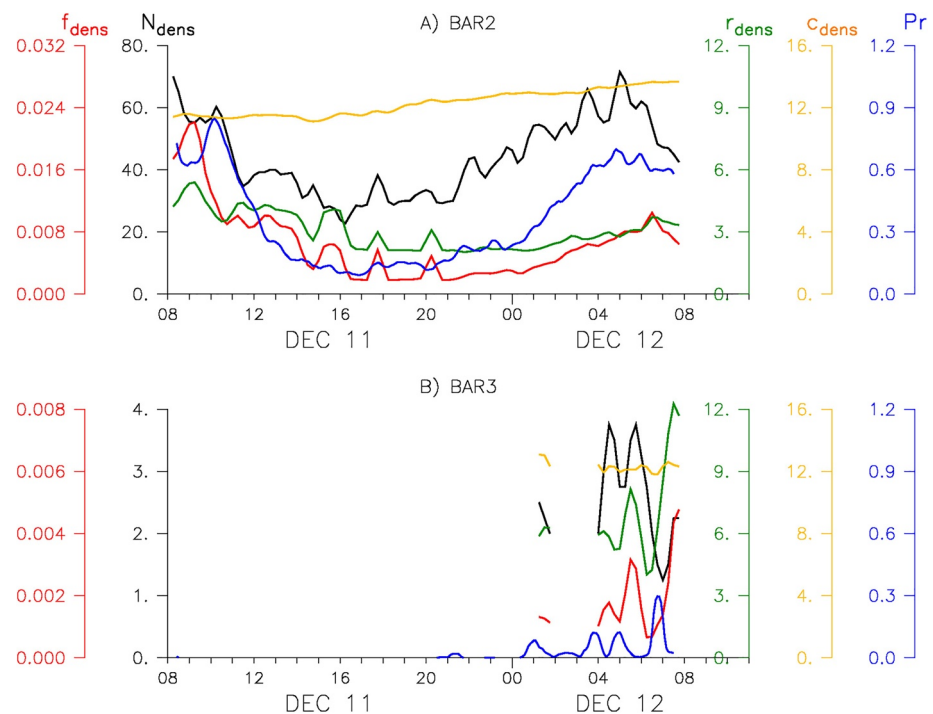 f_dens N_dens A) BAR2 r_dens c_dens Pr
0.032 80. 12. 16. 1.2
0.024 60. 9. 12. 0.9
0.016 40. 6. 8. 0.6
0.008 20. 3. 4. 0.3
0.000 0. 0. 0. 0.0
08 12 16 20 00 04 08
DEC 11 DEC 12
B) BAR3
0.008 4. 12. 16. 1.2
0.006 3. 9. 12. 0.9
0.004 2. 6. 8. 0.6
0.002 1. 3. 4. 0.3
0.000 0. 0. 0. 0.0
08 12 16 20 00 04 08
DEC 11 DEC 12